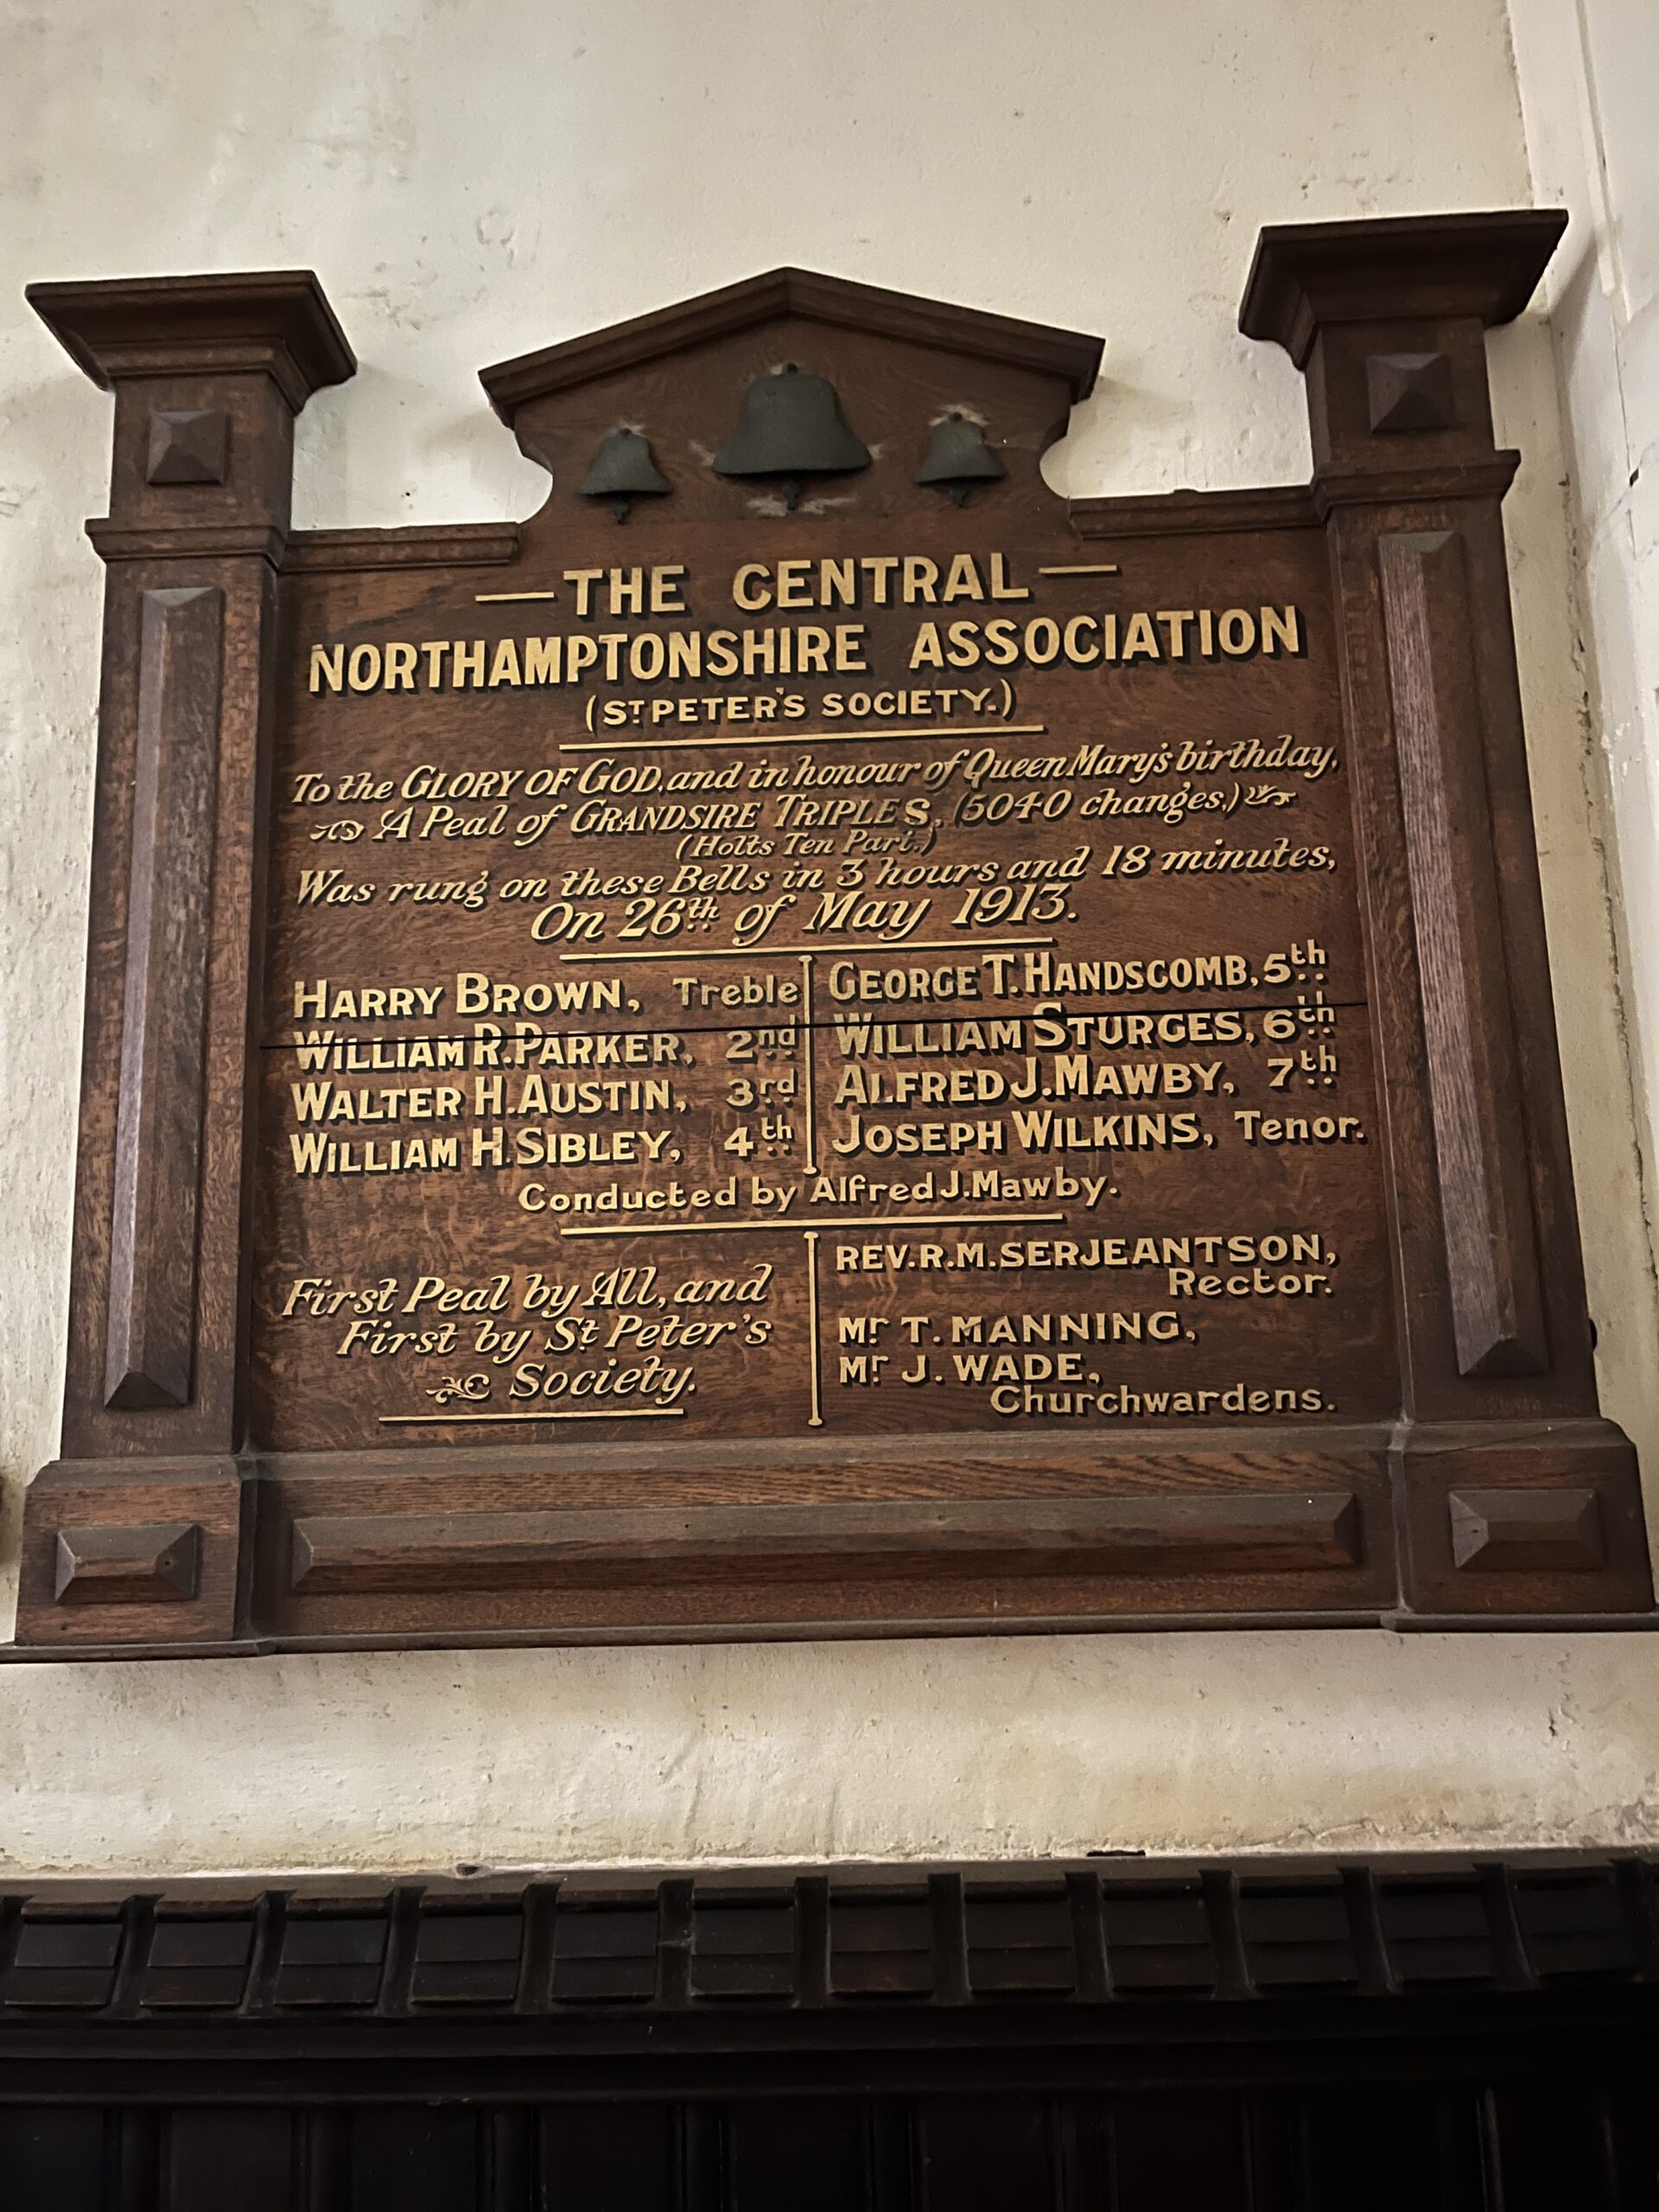 THE CENTRAL
NORTHAMPTONSHIRE ASSOCIATION
(ST PETER'S SOCIETY.)
To the GLORY OF GOD, and in honour of Queen Mary's birthday,
A Peal of GRANDSIRE TRIPLES, (5040 changes,)
(Holts Ten Part.)
Was rung on these Bells in 3 hours and 18 minutes,
On 26th of May 1913.
HARRY BROWN, Treble
WILLIAM R. PARKER, 2nd
WALTER H. AUSTIN, 3rd
WILLIAM H. SIBLEY, 4th
GEORGE T. HANDSCOMB, 5th
WILLIAM STURGES, 6th
ALFRED J. MAWBY, 7th
JOSEPH WILKINS, Tenor.
Conducted by Alfred J. Mawby.
First Peal by All, and
First by St Peter's
Society.
REV. R. M. SERJEANTSON,
Rector.
Mr T. MANNING,
Mr J. WADE,
Churchwardens.